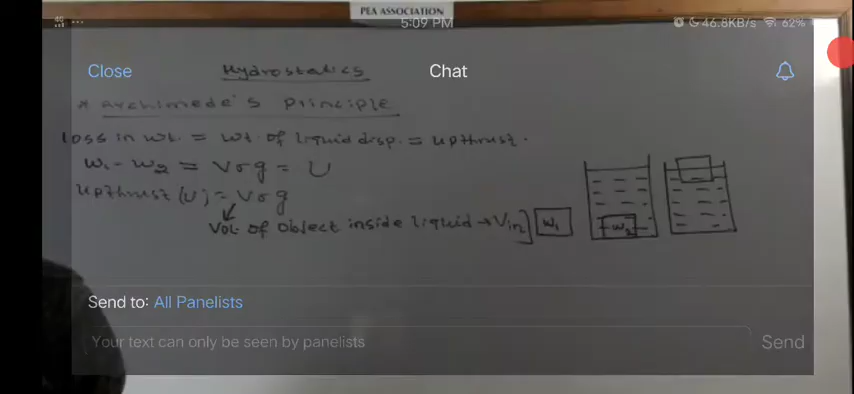 PEA ASSOCIATION
4G ... 5:09 PM 46.8KB/s 62%
Close Hydrostatics Chat
* Archimede's Principle
Loss in wt. = wt. of liquid disp. = upthrust.
W₁ - W₂ = Vσg = U
upthrust (U) = Vσg
Vol. of object inside liquid → Vin] W₁ W₂
Send to: All Panelists
Your text can only be seen by panelists Send